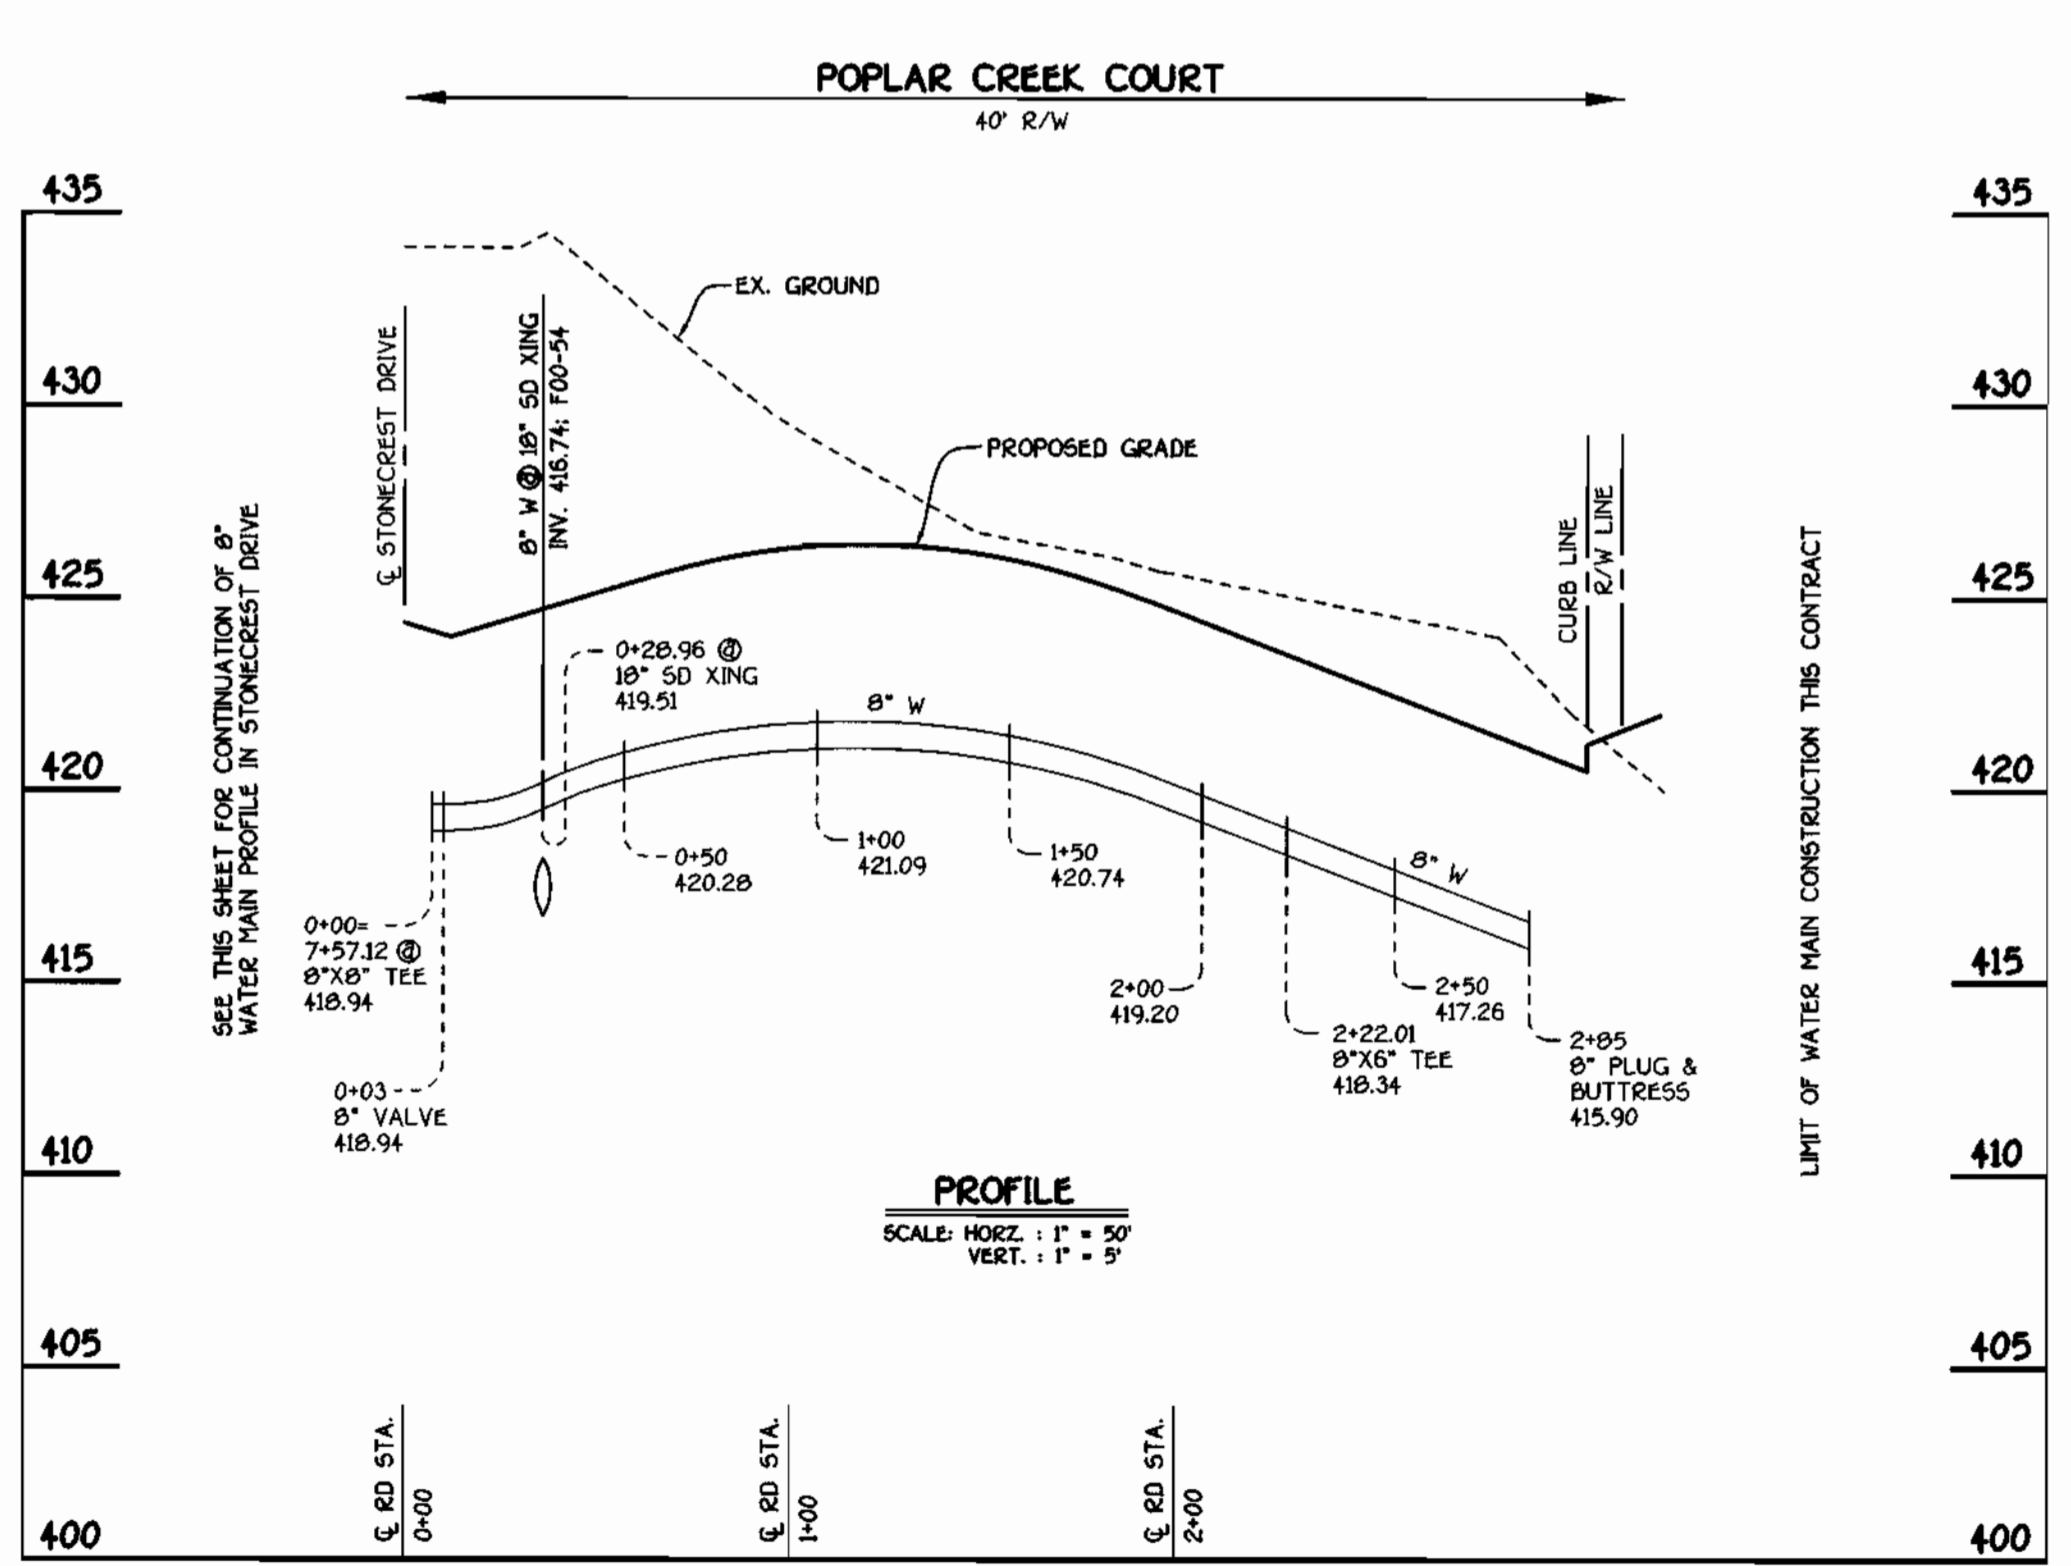 POPLAR CREEK COURT
40' R/W
435
435
EX. GROUND
℄ STONECREST DRIVE
8" W @ 18" SD XING
INV. 416.74; F00-54
430
430
PROPOSED GRADE
CURB LINE
R/W LINE
SEE THIS SHEET FOR CONTINUATION OF 8"
WATER MAIN PROFILE IN STONECREST DRIVE
LIMIT OF WATER MAIN CONSTRUCTION THIS CONTRACT
425
425
0+28.96 @
18" SD XING
419.51
8" W
420
420
0+50
420.28
1+00
421.09
1+50
420.74
8" W
0+00=
7+57.12 @
8"X8" TEE
418.94
415
415
2+00
419.20
2+50
417.26
2+22.01
8"X6" TEE
418.34
2+85
8" PLUG &
BUTTRESS
415.90
0+03
8" VALVE
418.94
410
410
PROFILE
SCALE: HORZ. : 1" = 50'
VERT. : 1" = 5'
405
405
℄ RD STA.
0+00
℄ RD STA.
1+00
℄ RD STA.
2+00
400
400